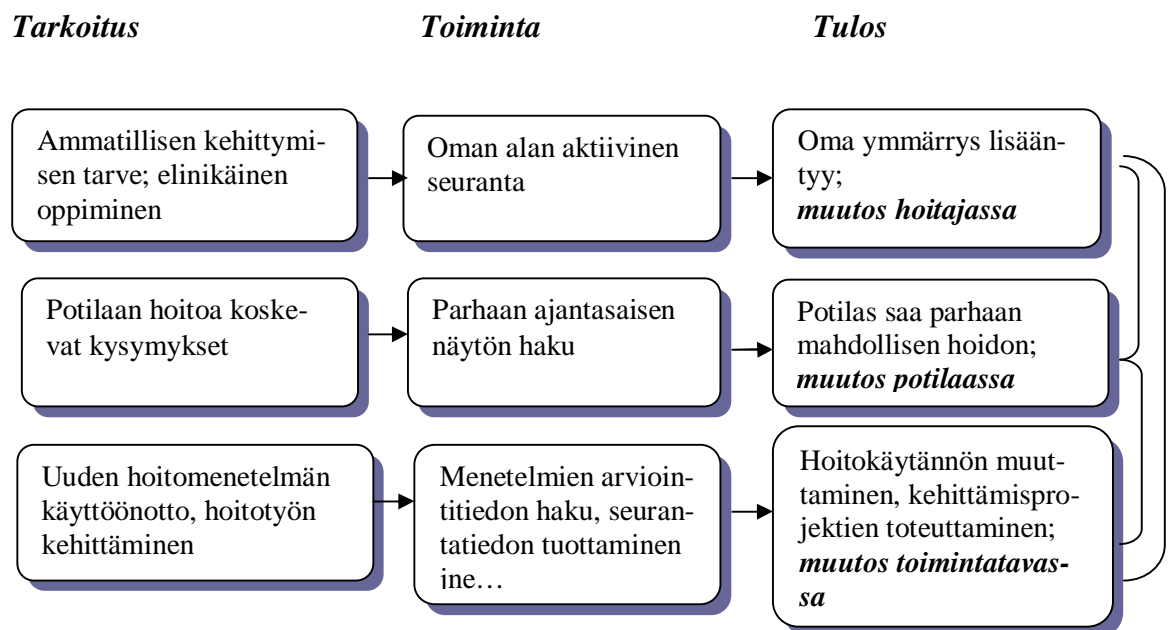 Tarkoitus
Toiminta
Tulos
Ammatillisen kehittymi-
sen tarve; elinikäinen
oppiminen
Oman alan aktiivinen
seuranta
Oma ymmärrys lisään-
tyy;
muutos hoitajassa
Potilaan hoitoa koske-
vat kysymykset
Parhaan ajantasaisen
näytön haku
Potilas saa parhaan
mahdollisen hoidon;
muutos potilaassa
Uuden hoitomenetelmän
käyttöönotto, hoitotyön
kehittäminen
Menetelmien arvioin-
titiedon haku, seuran-
tatiedon tuottaminen
jne…
Hoitokäytännön muut-
taminen, kehittämispro-
jektien toteuttaminen;
muutos toimintatavas-
sa